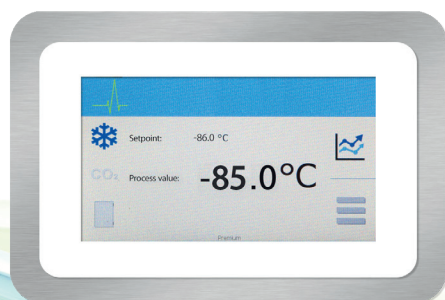 Setpoint: -86.0 °C
CO₂ Process value: -85.0°C
Premium